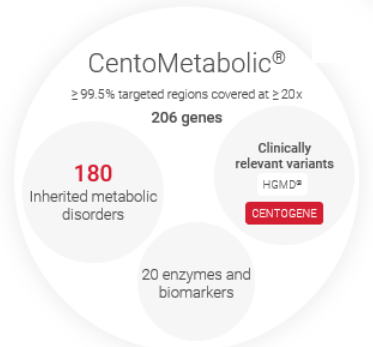 CentoMetabolic®
≥ 99.5% targeted regions covered at ≥ 20x
206 genes
180
Inherited metabolic
disorders
Clinically
relevant variants
HGMD®
CENTOGENE
20 enzymes and
biomarkers